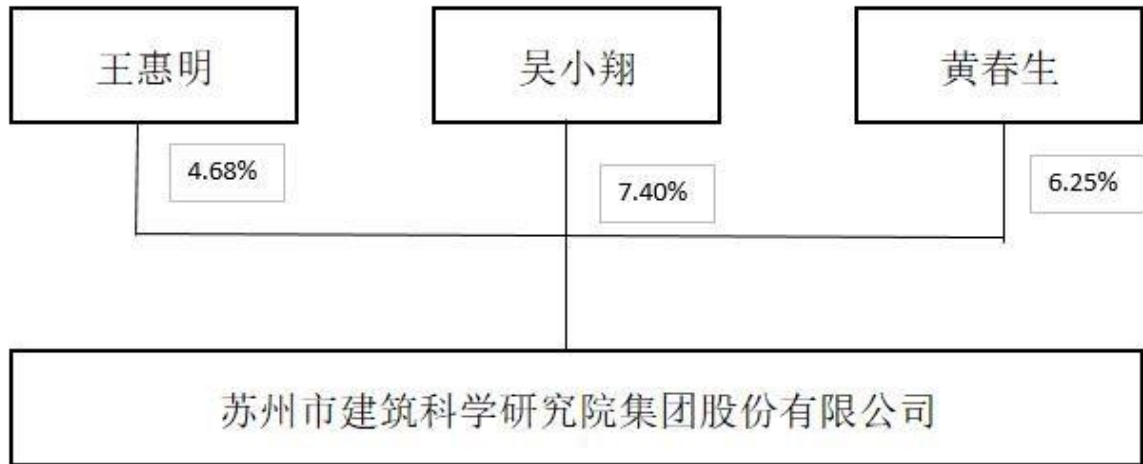 王惠明
吴小翔
黄春生
4.68%
7.40%
6.25%
苏州市建筑科学研究院集团股份有限公司